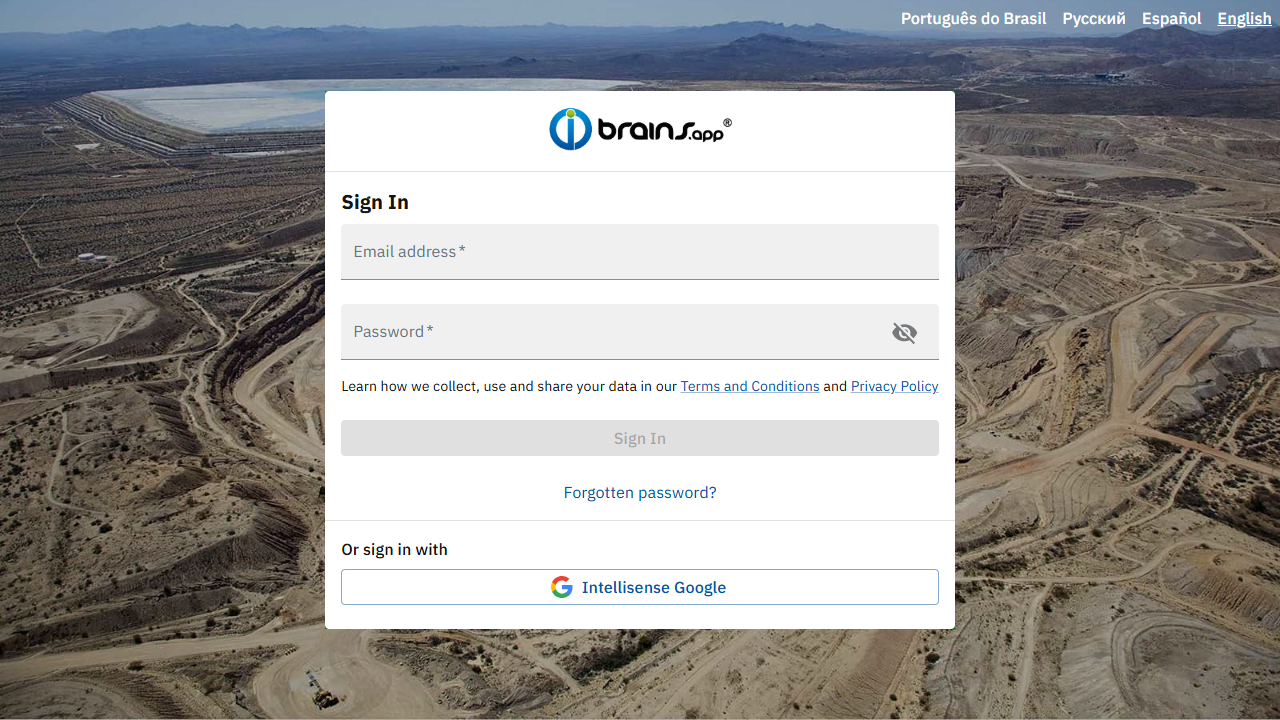 Português do Brasil Русский Español English
brains.app®
Sign In
Email address *
Password *
Learn how we collect, use and share your data in our Terms and Conditions and Privacy Policy
Sign In
Forgotten password?
Or sign in with
Intellisense Google